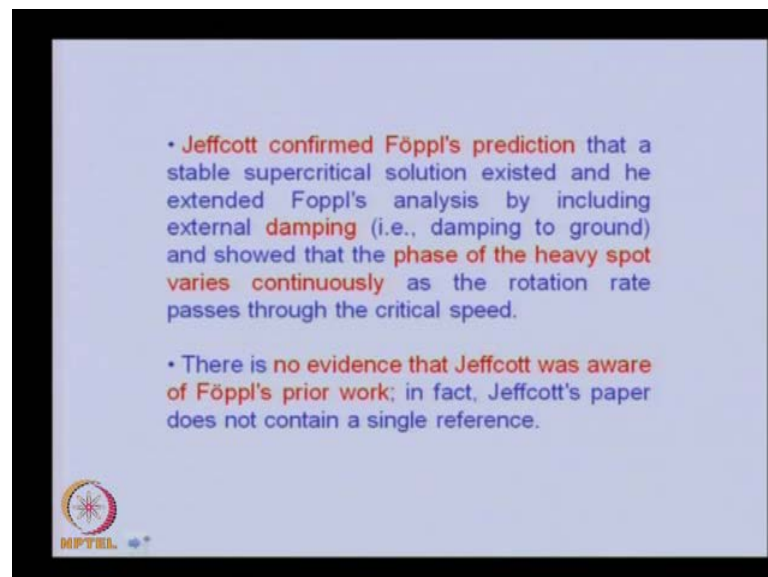 • Jeffcott confirmed Föppl's prediction that a
stable supercritical solution existed and he
extended Foppl's analysis by including
external damping (i.e., damping to ground)
and showed that the phase of the heavy spot
varies continuously as the rotation rate
passes through the critical speed.
• There is no evidence that Jeffcott was aware
of Föppl's prior work; in fact, Jeffcott's paper
does not contain a single reference.
NPTEL